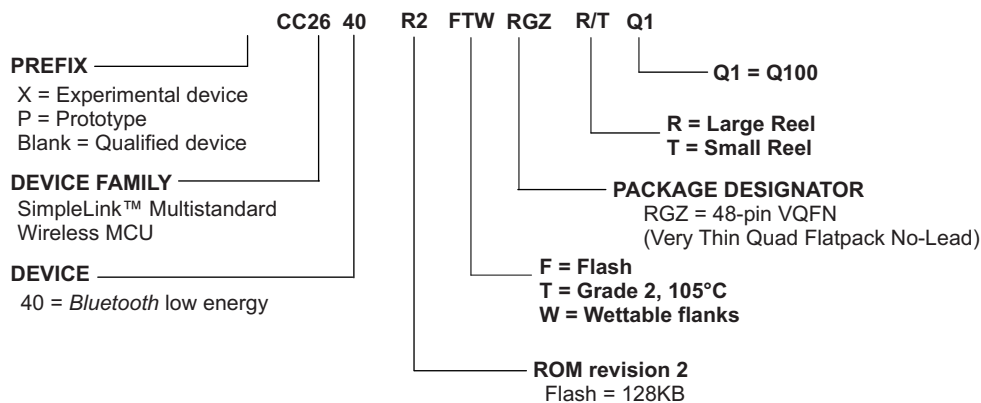 CC26 40 R2 FTW RGZ R/T Q1
PREFIX
X = Experimental device
P = Prototype
Blank = Qualified device
DEVICE FAMILY
SimpleLink™ Multistandard
Wireless MCU
DEVICE
40 = Bluetooth low energy
Q1 = Q100
R = Large Reel
T = Small Reel
PACKAGE DESIGNATOR
RGZ = 48-pin VQFN
(Very Thin Quad Flatpack No-Lead)
F = Flash
T = Grade 2, 105°C
W = Wettable flanks
ROM revision 2
Flash = 128KB